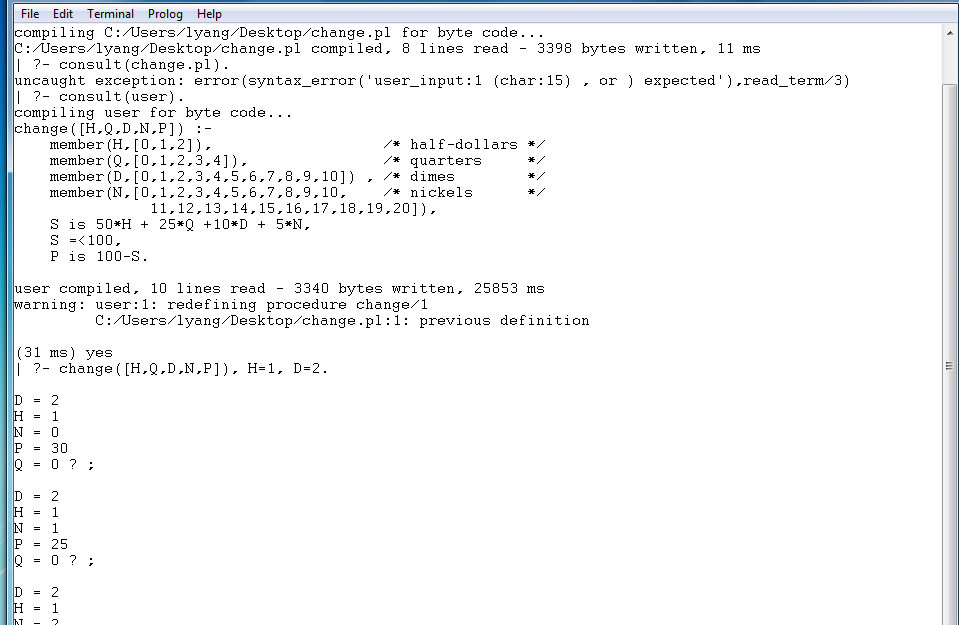 File Edit Terminal Prolog Help
compiling C:/Users/lyang/Desktop/change.pl for byte code...
C:/Users/lyang/Desktop/change.pl compiled, 8 lines read - 3398 bytes written, 11 ms
| ?- consult(change.pl).
uncaught exception: error(syntax_error('user_input:1 (char:15) , or ) expected'),read_term/3)
| ?- consult(user).
compiling user for byte code...
change([H,Q,D,N,P]) :-
    member(H,[0,1,2]),                   /* half-dollars */
    member(Q,[0,1,2,3,4]),               /* quarters     */
    member(D,[0,1,2,3,4,5,6,7,8,9,10]) , /* dimes        */
    member(N,[0,1,2,3,4,5,6,7,8,9,10,    /* nickels      */
               11,12,13,14,15,16,17,18,19,20]),
    S is 50*H + 25*Q +10*D + 5*N,
    S =<100,
    P is 100-S.
user compiled, 10 lines read - 3340 bytes written, 25853 ms
warning: user:1: redefining procedure change/1
         C:/Users/lyang/Desktop/change.pl:1: previous definition
(31 ms) yes
| ?- change([H,Q,D,N,P]), H=1, D=2.
D = 2
H = 1
N = 0
P = 30
Q = 0 ? ;
D = 2
H = 1
N = 1
P = 25
Q = 0 ? ;
D = 2
H = 1
N = 2